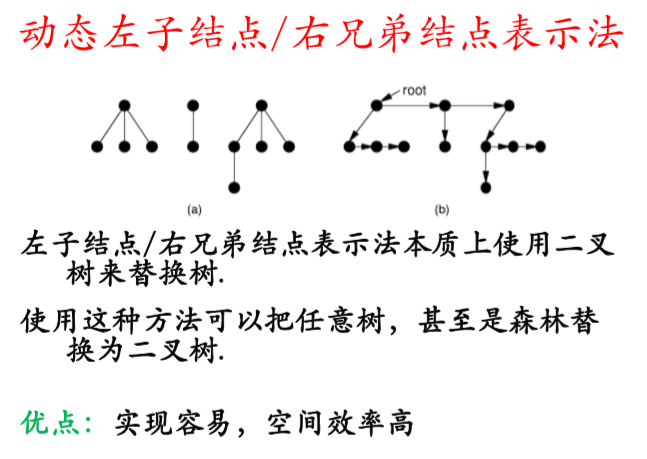 动态左子结点/右兄弟结点表示法
root
(a)
(b)
左子结点/右兄弟结点表示法本质上使用二叉
树来替换树.
使用这种方法可以把任意树，甚至是森林替
换为二叉树.
优点：实现容易，空间效率高